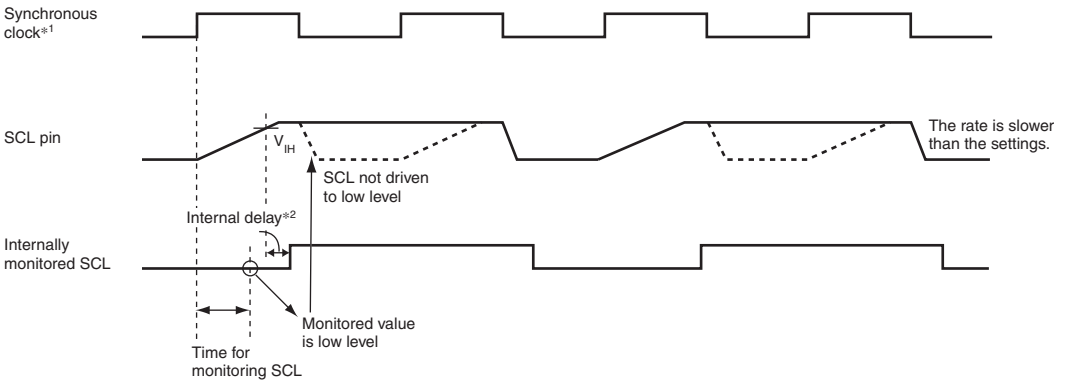 Synchronous
clock*1
SCL pin
VIH
The rate is slower
than the settings.
SCL not driven
to low level
Internal delay*2
Internally
monitored SCL
Monitored value
is low level
Time for
monitoring SCL